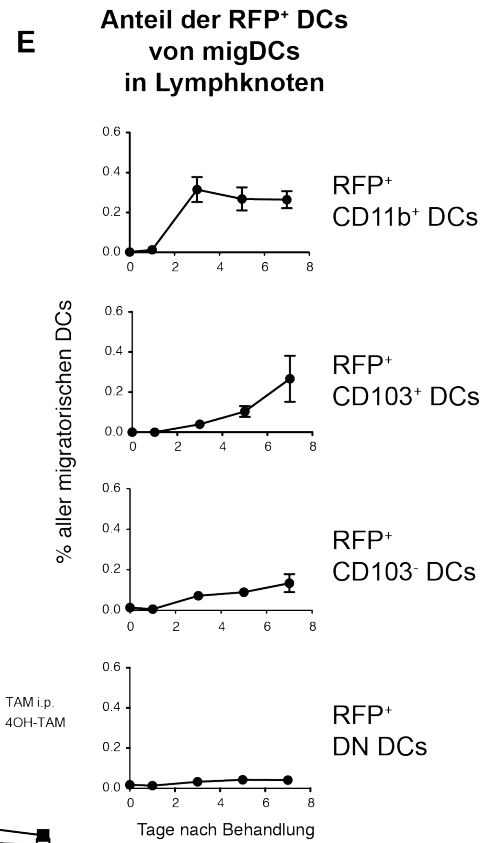 E
Anteil der RFP⁺ DCs
von migDCs
in Lymphknoten
% aller migratorischen DCs
0.6
0.4
0.2
0.0
0 2 4 6 8
RFP⁺
CD11b⁺ DCs
0.6
0.4
0.2
0.0
0 2 4 6 8
RFP⁺
CD103⁺ DCs
0.6
0.4
0.2
0.0
0 2 4 6 8
RFP⁺
CD103⁻ DCs
0.6
0.4
0.2
0.0
0 2 4 6 8
RFP⁺
DN DCs
Tage nach Behandlung
TAM i.p.
4OH-TAM